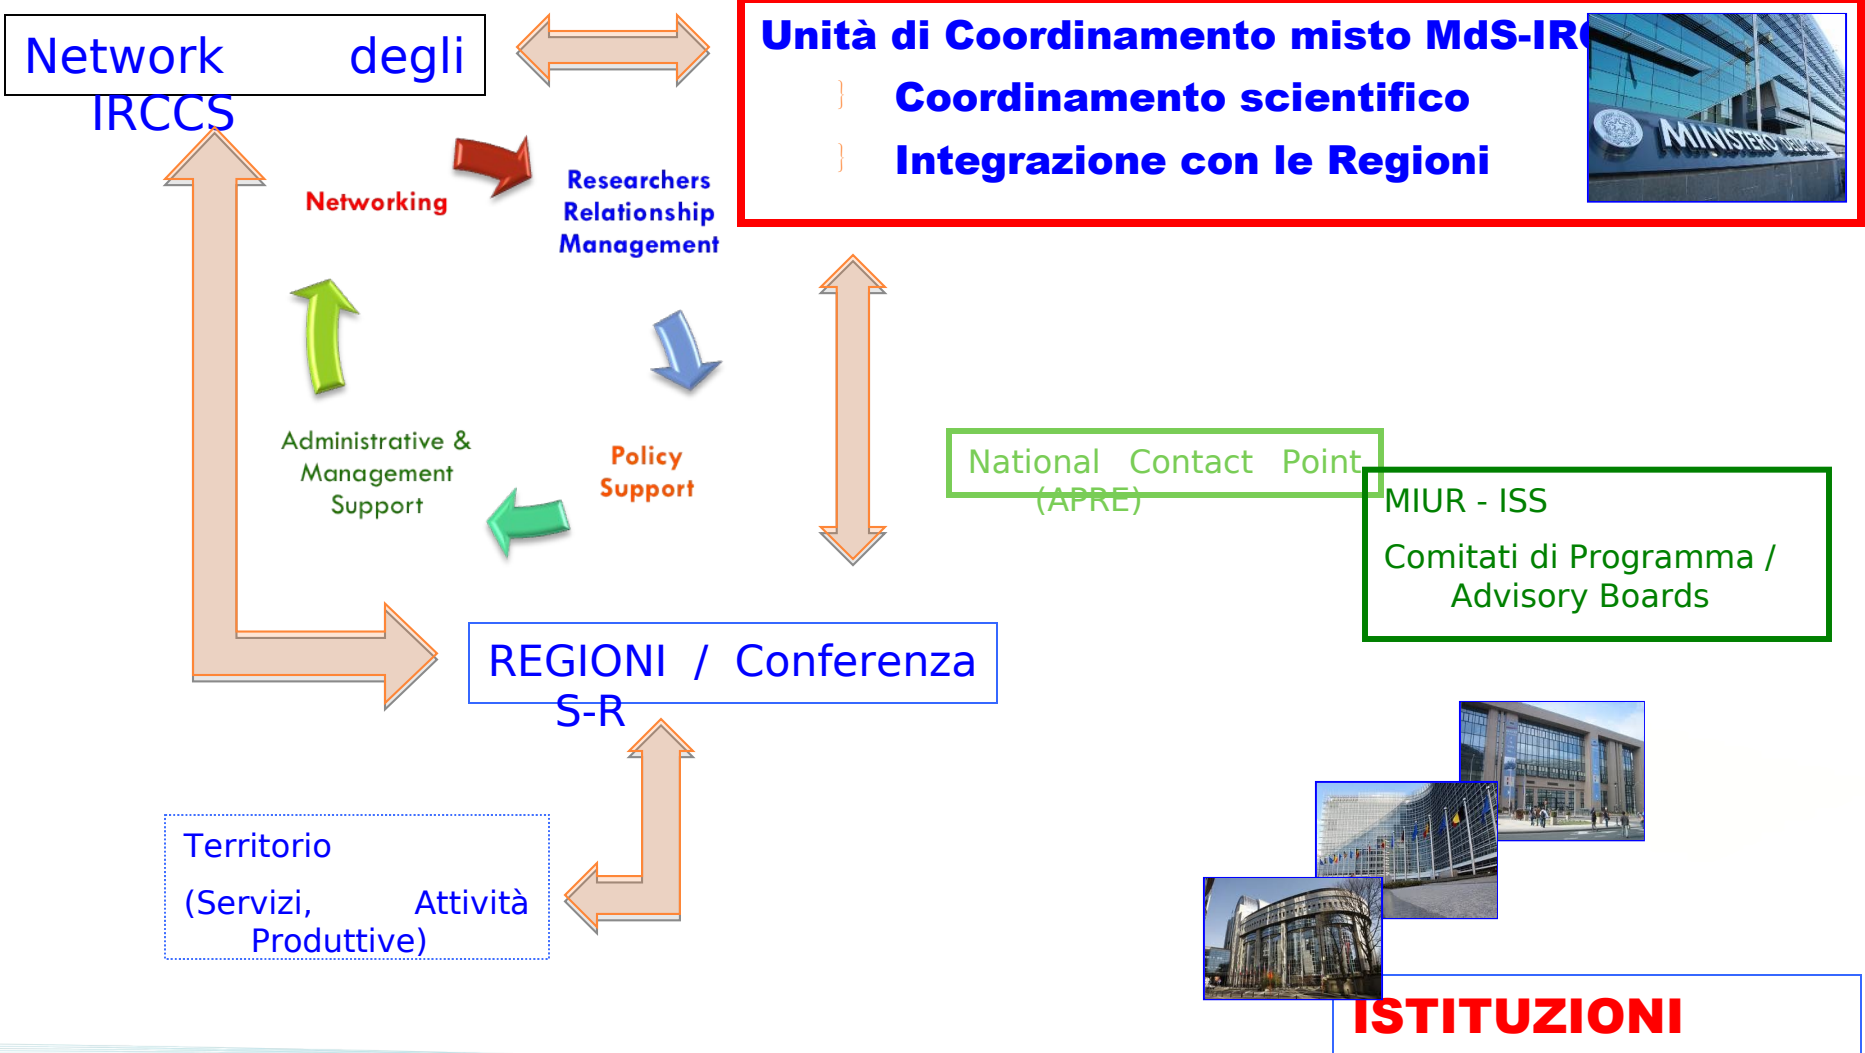 Network degli
IRCCS
Unità di Coordinamento misto MdS-IR
Coordinamento scientifico
Integrazione con le Regioni
MINISTERO
Networking
Researchers
Relationship
Management
Administrative &
Management
Support
Policy
Support
National Contact Point
(APRE)
MIUR - ISS
Comitati di Programma /
Advisory Boards
REGIONI / Conferenza
S-R
Territorio
(Servizi, Attività
Produttive)
ISTITUZIONI